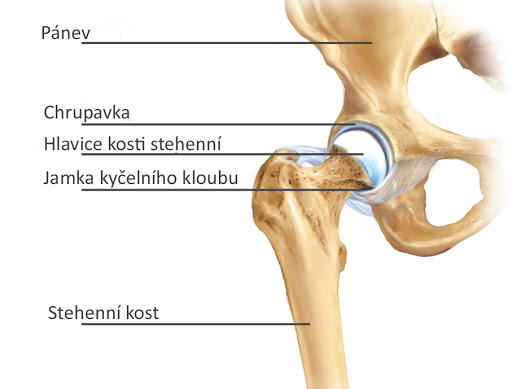 Pánev
Chrupavka
Hlavice kosti stehenní
Jamka kyčelního kloubu
Stehenní kost